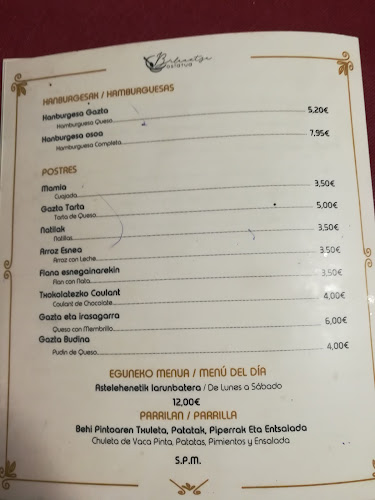 ostatua
HANBURGESAK / HAMBURGUESAS
Hanburgesa Gazta 5,20€
Hamburguesa Queso
Hanburgesa osoa 7,95€
Hamburguesa Completa
POSTRES
Mamia 3,50€
Cuajada
Gazta Tarta 5,00€
Tarta de Queso
Natilak 3,50€
Natillas
Arroz Esnea 3,50€
Arroz con Leche
Flana esnegainarekin 3,50€
Flan con Nata
Txokolatezko Coulant 4,00€
Coulant de Chocolate
Gazta eta irasagarra 6,00€
Queso con Membrillo
Gazta Budina 4,00€
Pudin de Queso
EGUNEKO MENUA / MENÚ DEL DÍA
Astelehenetik larunbatera / De Lunes a Sábado
12,00€
PARRILAN / PARRILLA
Behi Pintoaren Txuleta, Patatak, Piperrak Eta Entsalada
Chuleta de Vaca Pinta, Patatas, Pimientos y Ensalada
S.P.M.